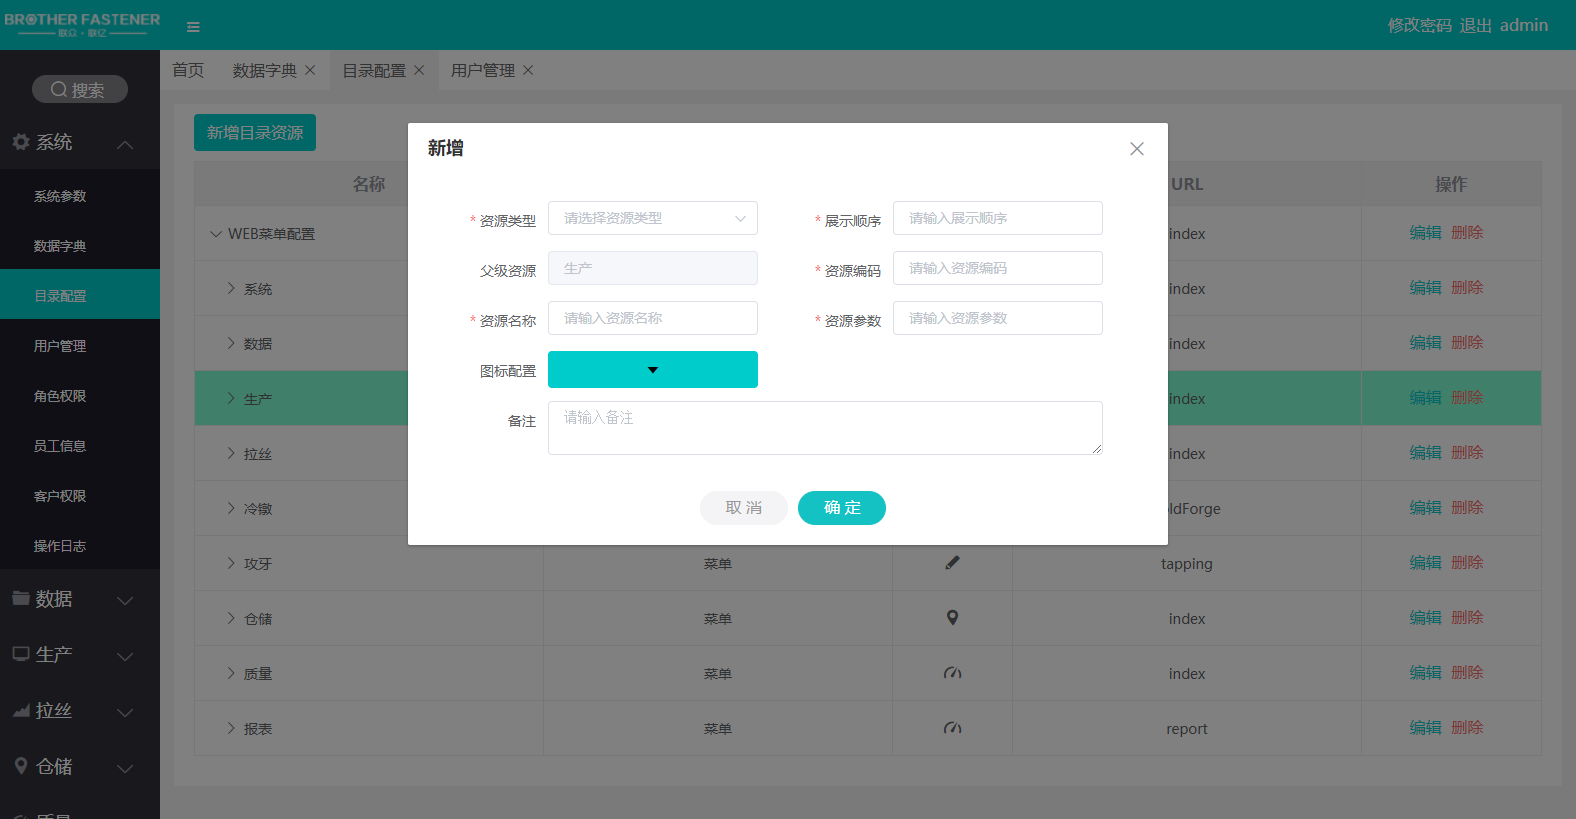 BROTHER FASTENER
联众·联亿
修改密码 退出 admin
首页 数据字典 目录配置 用户管理
搜索
系统
系统参数
数据字典
目录配置
用户管理
角色权限
员工信息
客户权限
操作日志
数据
生产
拉丝
仓储
质量
新增目录资源
名称 URL 操作
WEB菜单配置 index 编辑 删除
系统 index 编辑 删除
数据 index 编辑 删除
生产 index 编辑 删除
拉丝 index 编辑 删除
冷镦 oldForge 编辑 删除
攻牙 菜单 tapping 编辑 删除
仓储 菜单 index 编辑 删除
质量 菜单 index 编辑 删除
报表 菜单 report 编辑 删除
新增
* 资源类型 请选择资源类型 * 展示顺序 请输入展示顺序
父级资源 生产 * 资源编码 请输入资源编码
* 资源名称 请输入资源名称 * 资源参数 请输入资源参数
图标配置
备注 请输入备注
取 消 确 定